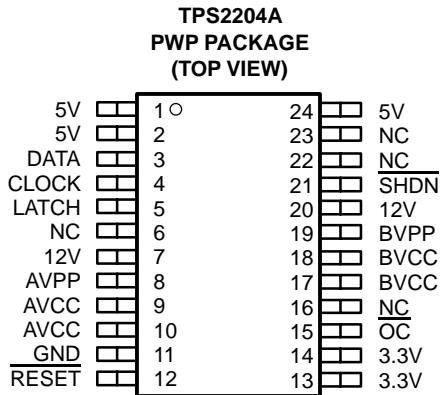 TPS2204A
PWP PACKAGE
(TOP VIEW)
5V 1 24 5V
5V 2 23 NC
DATA 3 22 NC
CLOCK 4 21 SHDN
LATCH 5 20 12V
NC 6 19 BVPP
12V 7 18 BVCC
AVPP 8 17 BVCC
AVCC 9 16 NC
AVCC 10 15 OC
GND 11 14 3.3V
RESET 12 13 3.3V